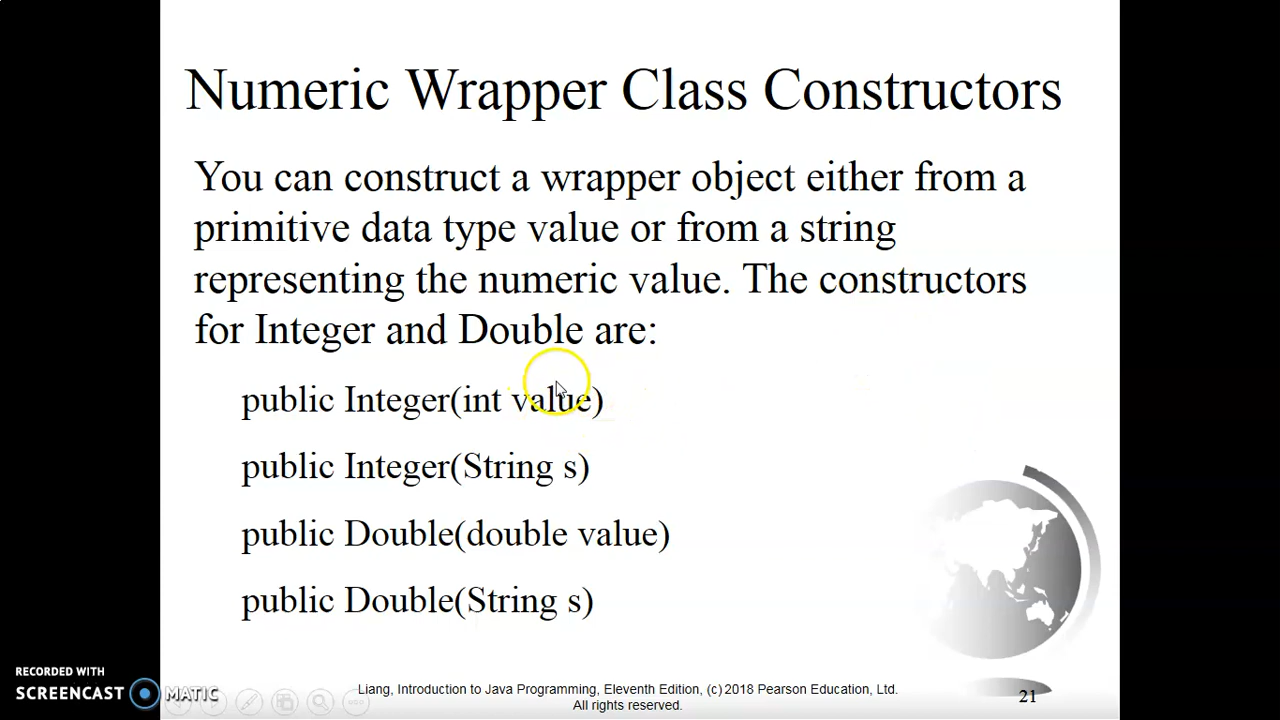 Numeric Wrapper Class Constructors
You can construct a wrapper object either from a
primitive data type value or from a string
representing the numeric value. The constructors
for Integer and Double are:
public Integer(int value)
public Integer(String s)
public Double(double value)
public Double(String s)
RECORDED WITH
SCREENCAST MATIC
Liang, Introduction to Java Programming, Eleventh Edition, (c) 2018 Pearson Education, Ltd.
All rights reserved.
21